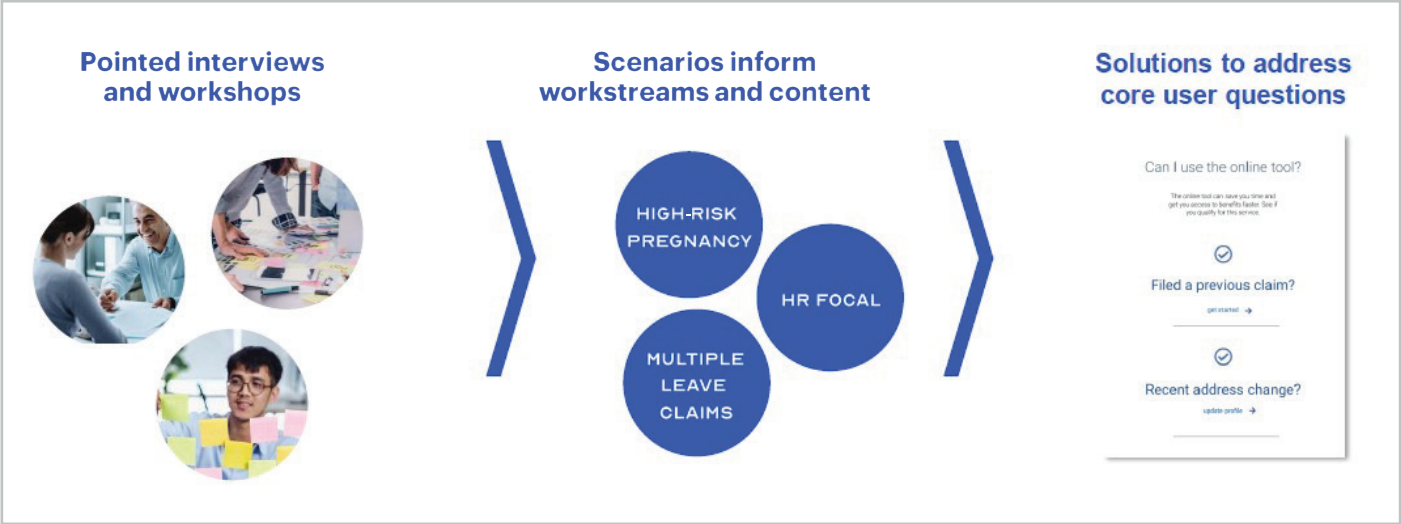 Pointed interviews
and workshops
Scenarios inform
workstreams and content
HIGH-RISK
PREGNANCY
HR FOCAL
MULTIPLE
LEAVE
CLAIMS
Solutions to address
core user questions
Can I use the online tool?
The online tool can save you time and
get you access to benefits faster. See if
you qualify for this service.
Filed a previous claim?
get started →
Recent address change?
update profile →